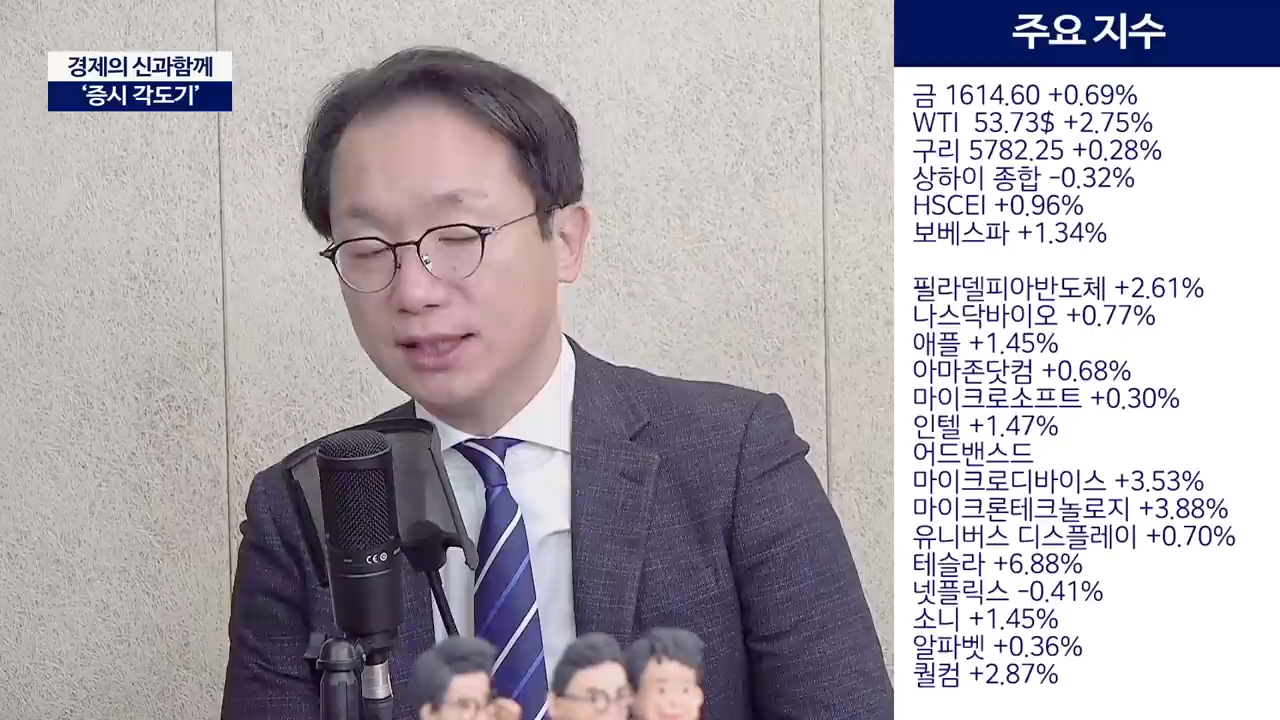 경제의 신과함께
'증시 각도기'
주요 지수
금 1614.60 +0.69%
WTI 53.73$ +2.75%
구리 5782.25 +0.28%
상하이 종합 -0.32%
HSCEI +0.96%
보베스파 +1.34%
필라델피아반도체 +2.61%
나스닥바이오 +0.77%
애플 +1.45%
아마존닷컴 +0.68%
마이크로소프트 +0.30%
인텔 +1.47%
어드밴스드
마이크로디바이스 +3.53%
마이크론테크놀로지 +3.88%
유니버스 디스플레이 +0.70%
테슬라 +6.88%
넷플릭스 -0.41%
소니 +1.45%
알파벳 +0.36%
퀄컴 +2.87%
CE